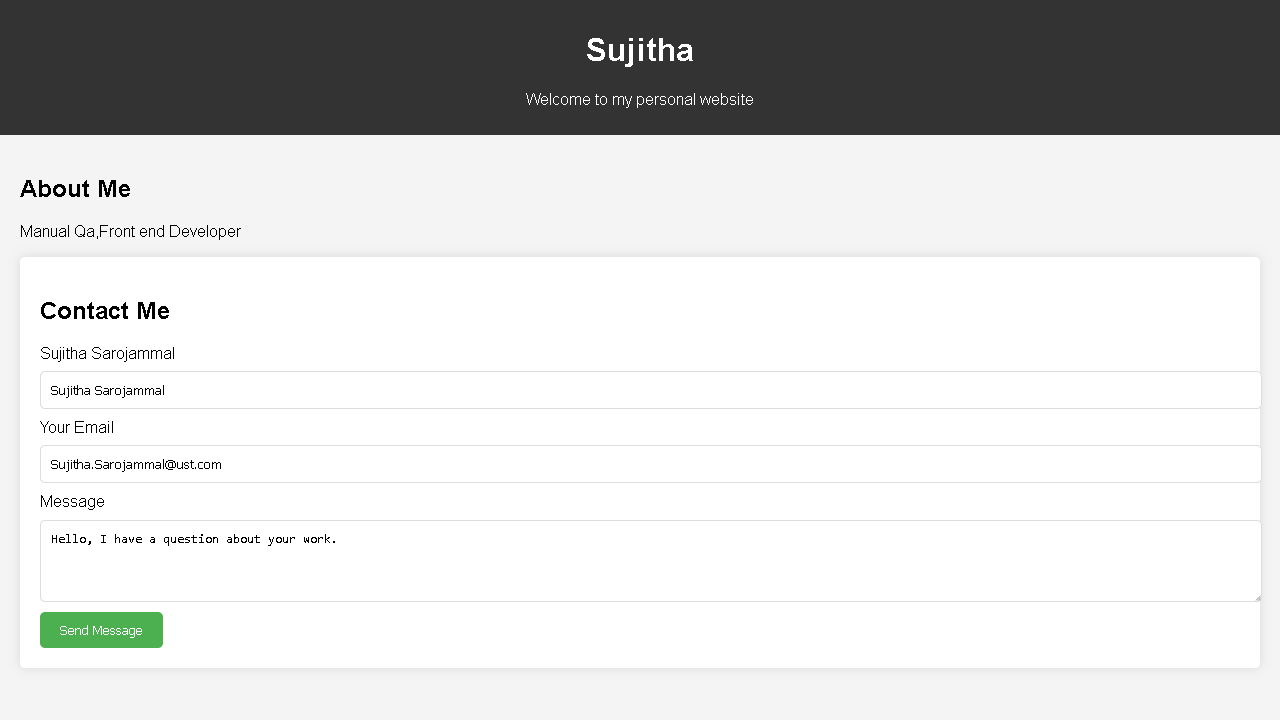 Sujitha
Welcome to my personal website
About Me
Manual Qa,Front end Developer
Contact Me
Sujitha Sarojammal
Sujitha Sarojammal
Your Email
Sujitha.Sarojammal@ust.com
Message
Hello, I have a question about your work.
Send Message